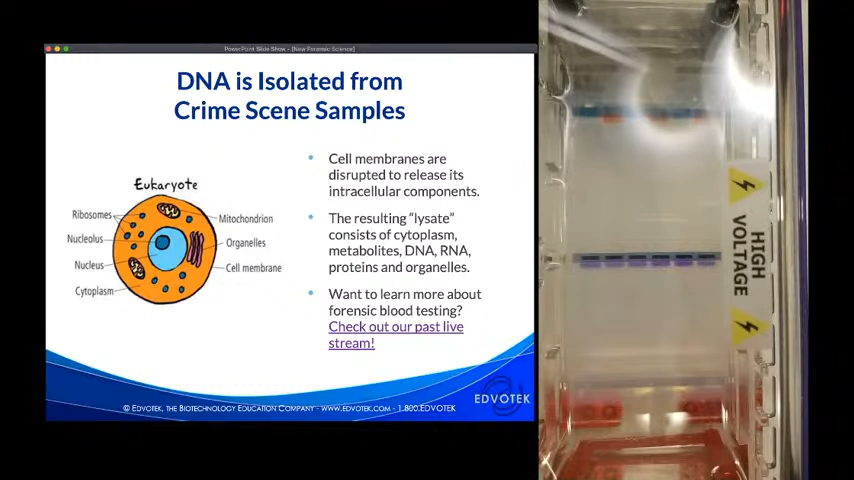 PowerPoint Slide Show - [New Forensic Science]
DNA is Isolated from
Crime Scene Samples
Eukaryote
Ribosomes
Nucleolus
Nucleus
Cytoplasm
Mitochondrion
Organelles
Cell membrane
• Cell membranes are
disrupted to release its
intracellular components.
• The resulting “lysate”
consists of cytoplasm,
metabolites, DNA, RNA,
proteins and organelles.
• Want to learn more about
forensic blood testing?
Check out our past live
stream!
© EDVOTEK, THE BIOTECHNOLOGY EDUCATION COMPANY - WWW.EDVOTEK.COM - 1.800.EDVOTEK
EDVOTEK
HIGH
VOLTAGE